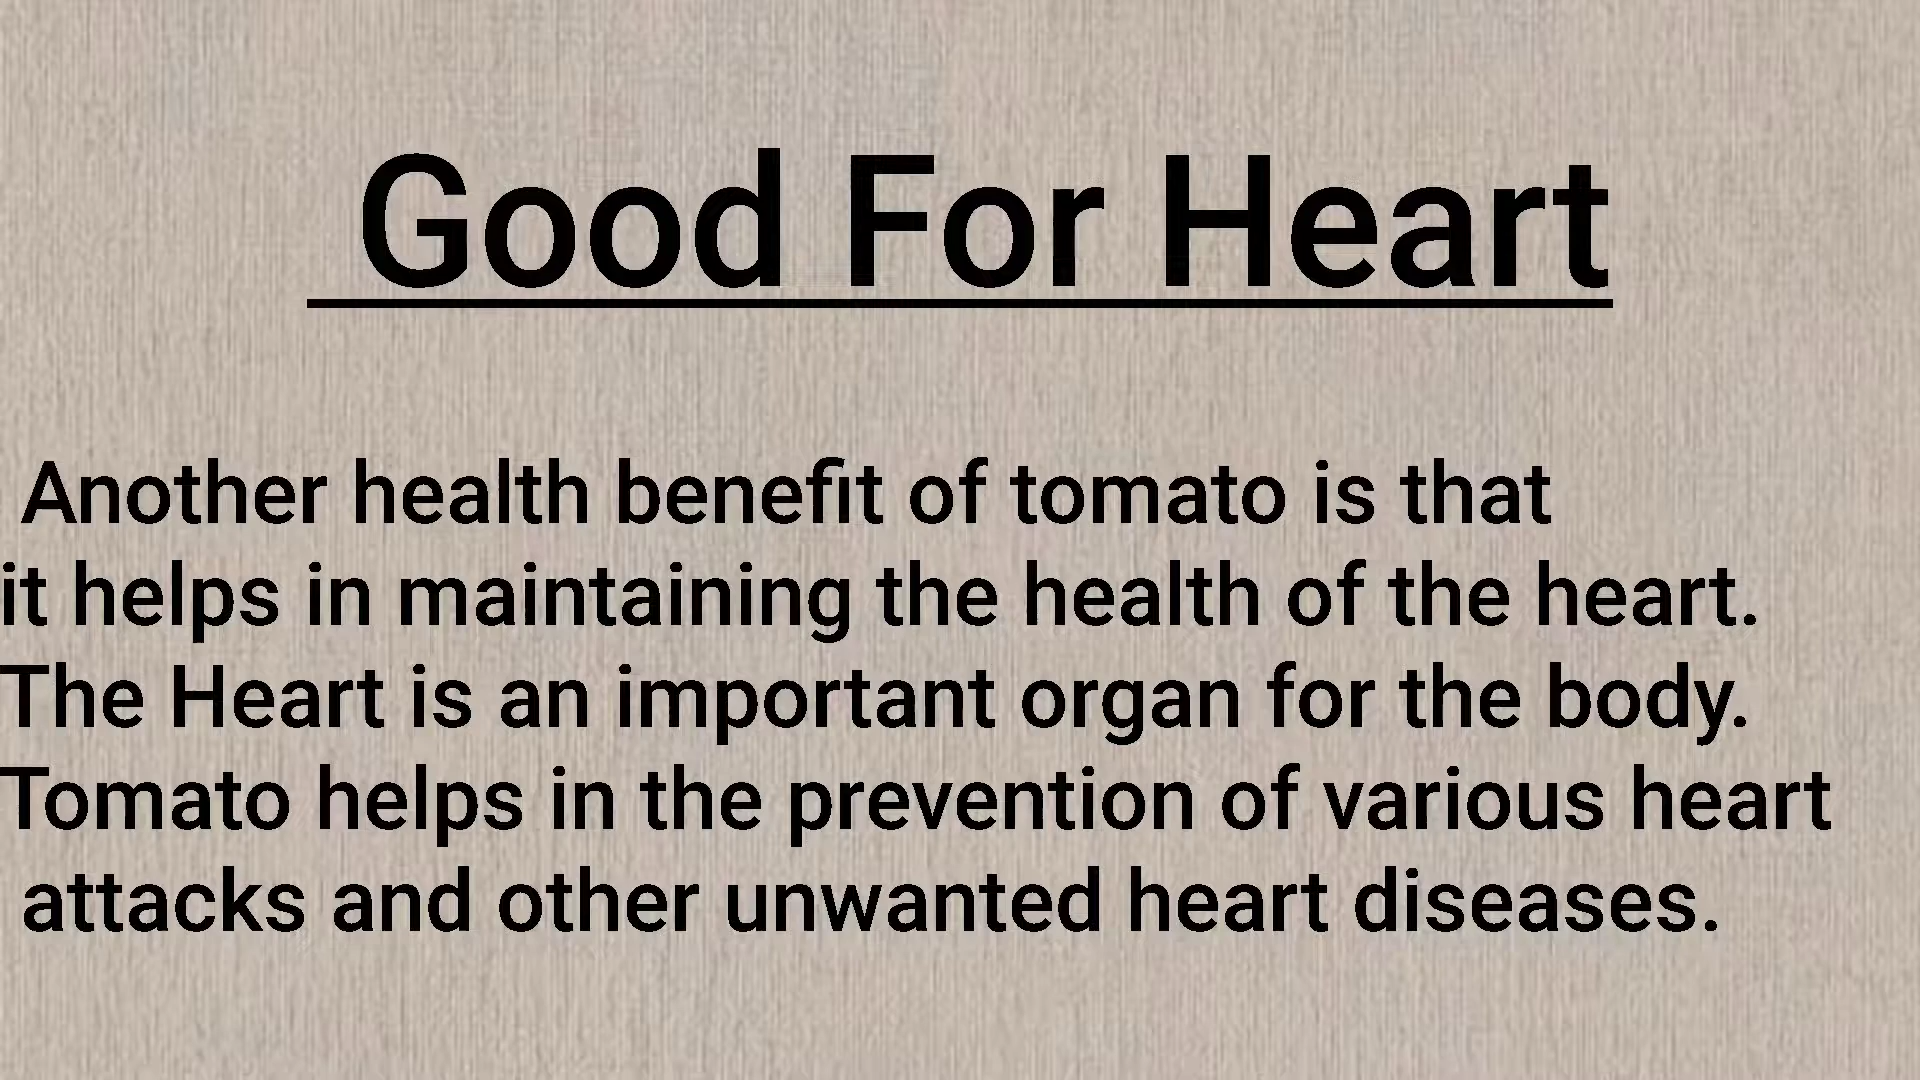 Good For Heart
Another health benefit of tomato is that
it helps in maintaining the health of the heart.
The Heart is an important organ for the body.
Tomato helps in the prevention of various heart
attacks and other unwanted heart diseases.